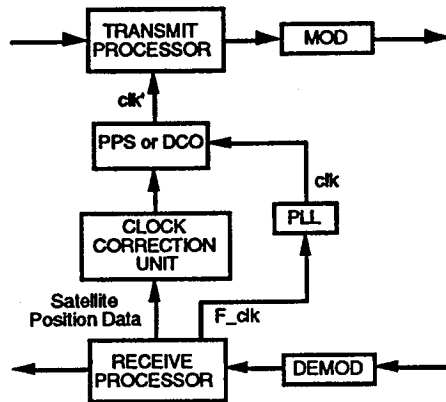 TRANSMIT
PROCESSOR
MOD
clk'
PPS or DCO
clk
PLL
CLOCK
CORRECTION
UNIT
Satellite
Position Data
F_clk
RECEIVE
PROCESSOR
DEMOD